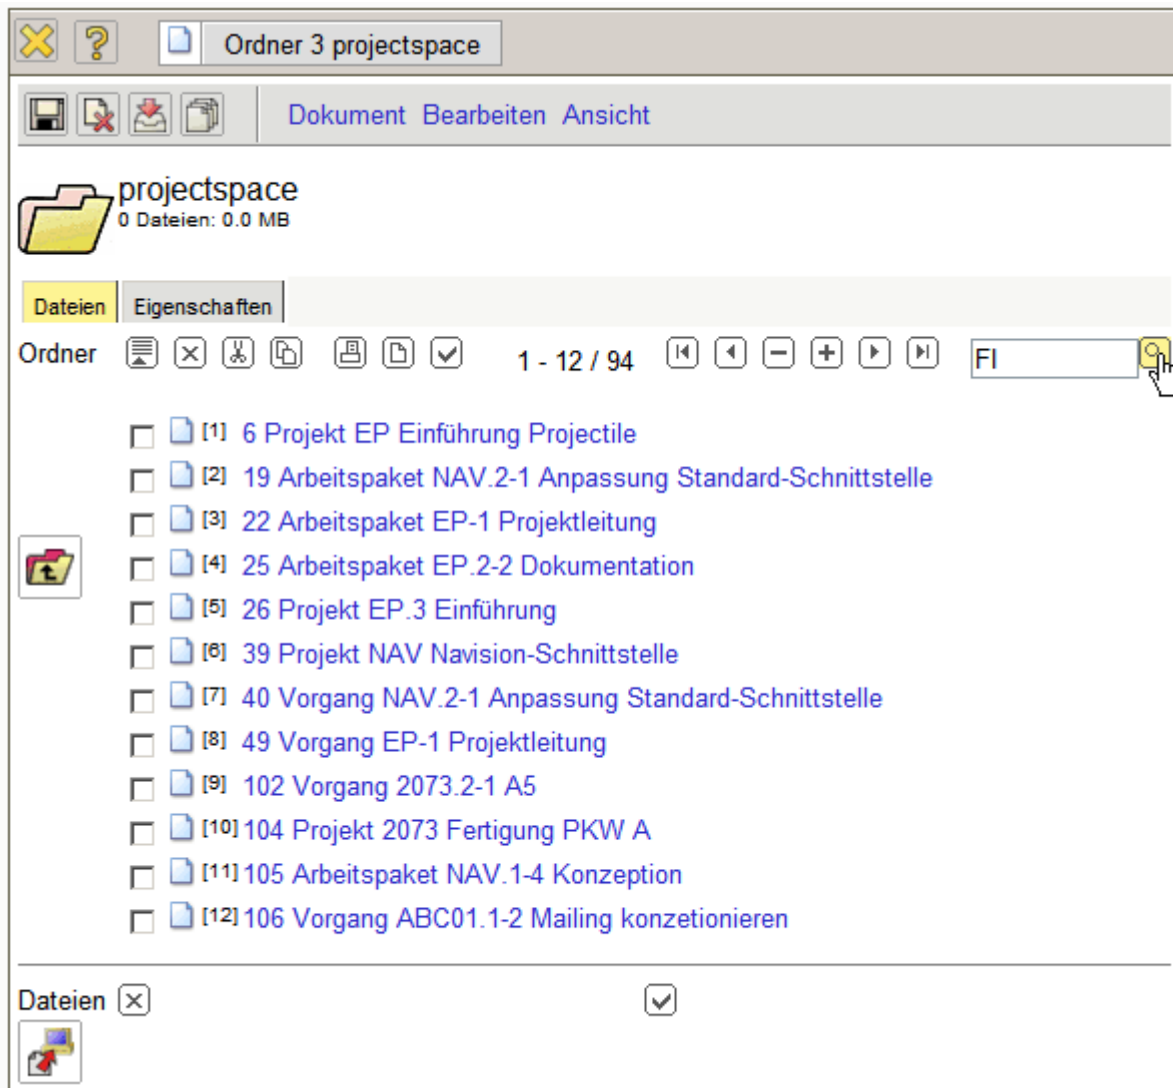 Ordner 3 projectspace
Dokument Bearbeiten Ansicht
projectspace
0 Dateien: 0.0 MB
Dateien Eigenschaften
Ordner 1 - 12 / 94 FI
[1] 6 Projekt EP Einführung Projectile
[2] 19 Arbeitspaket NAV.2-1 Anpassung Standard-Schnittstelle
[3] 22 Arbeitspaket EP-1 Projektleitung
[4] 25 Arbeitspaket EP.2-2 Dokumentation
[5] 26 Projekt EP.3 Einführung
[6] 39 Projekt NAV Navision-Schnittstelle
[7] 40 Vorgang NAV.2-1 Anpassung Standard-Schnittstelle
[8] 49 Vorgang EP-1 Projektleitung
[9] 102 Vorgang 2073.2-1 A5
[10] 104 Projekt 2073 Fertigung PKW A
[11] 105 Arbeitspaket NAV.1-4 Konzeption
[12] 106 Vorgang ABC01.1-2 Mailing konzetionieren
Dateien